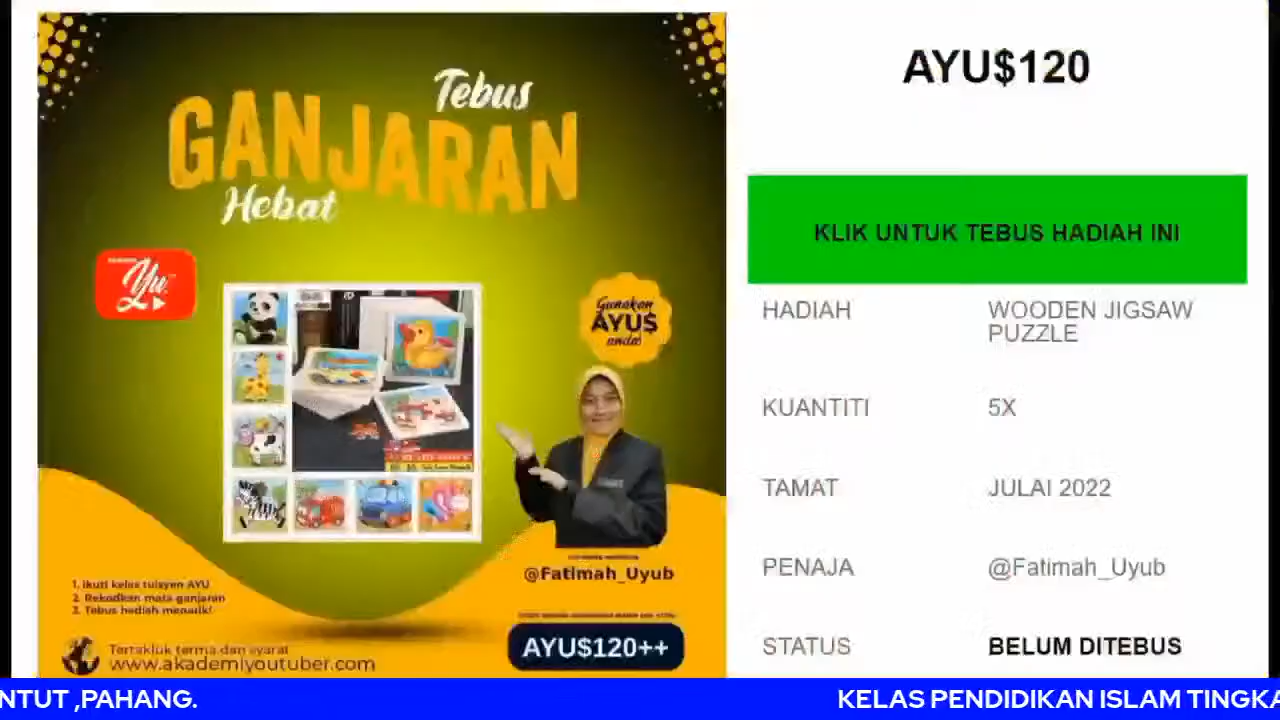 Tebus
GANJARAN
Hebat
Yu
Gunakan
AYU$
anda!
@Fatimah_Uyub
1. Ikuti kelas tuisyen AYU
2. Rekodkan mata ganjaran
3. Tebus hadiah menarik!
AYU$120++
Tertakluk terma dan syarat
www.akademiyoutuber.com
AYU$120
KLIK UNTUK TEBUS HADIAH INI
HADIAH WOODEN JIGSAW
PUZZLE
KUANTITI 5X
TAMAT JULAI 2022
PENAJA @Fatimah_Uyub
STATUS BELUM DITEBUS
NTUT ,PAHANG. KELAS PENDIDIKAN ISLAM TINGKA